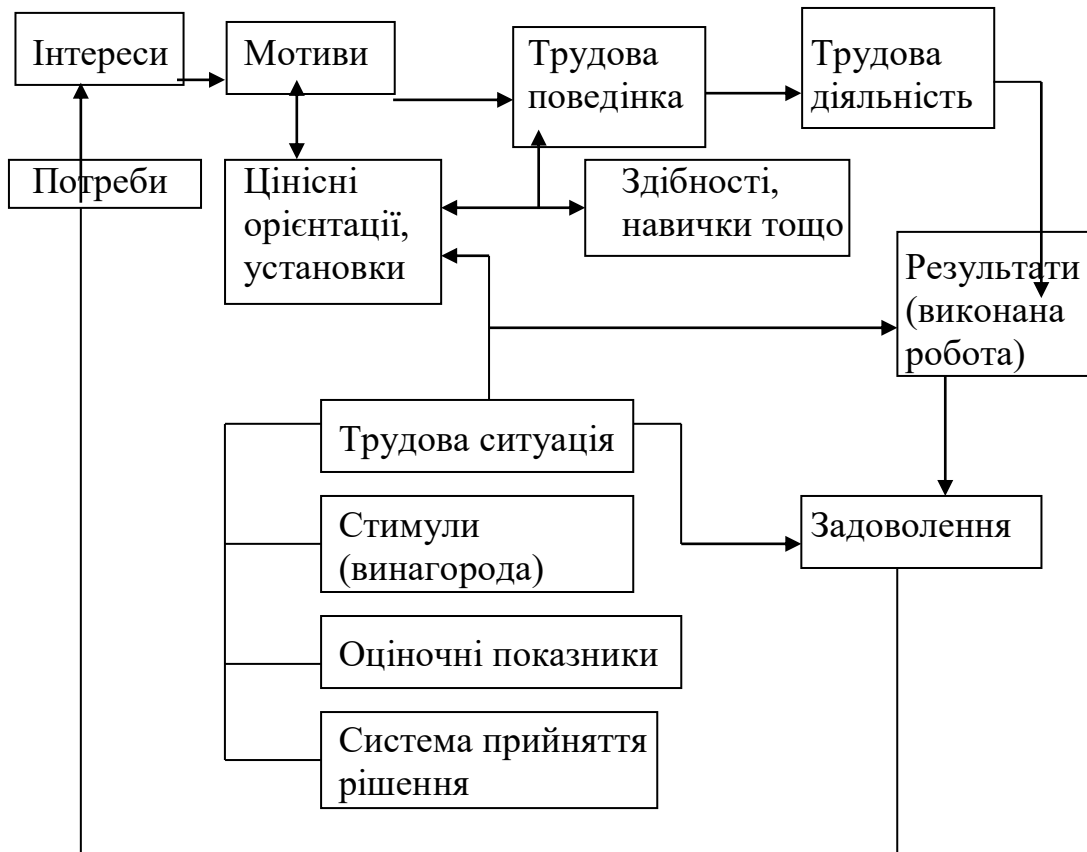 Інтереси
Мотиви
Трудова
поведінка
Трудова
діяльність
Потреби
Цінісні
орієнтації,
установки
Здібності,
навички тощо
Результати
(виконана
робота)
Трудова ситуація
Стимули
(винагорода)
Задоволення
Оціночні показники
Система прийняття
рішення